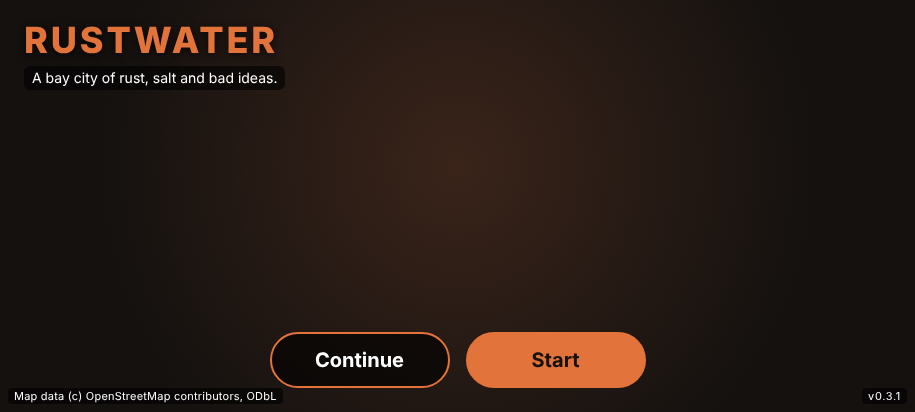 RUSTWATER
A bay city of rust, salt and bad ideas.
Continue
Start
Map data (c) OpenStreetMap contributors, ODbL
v0.3.1